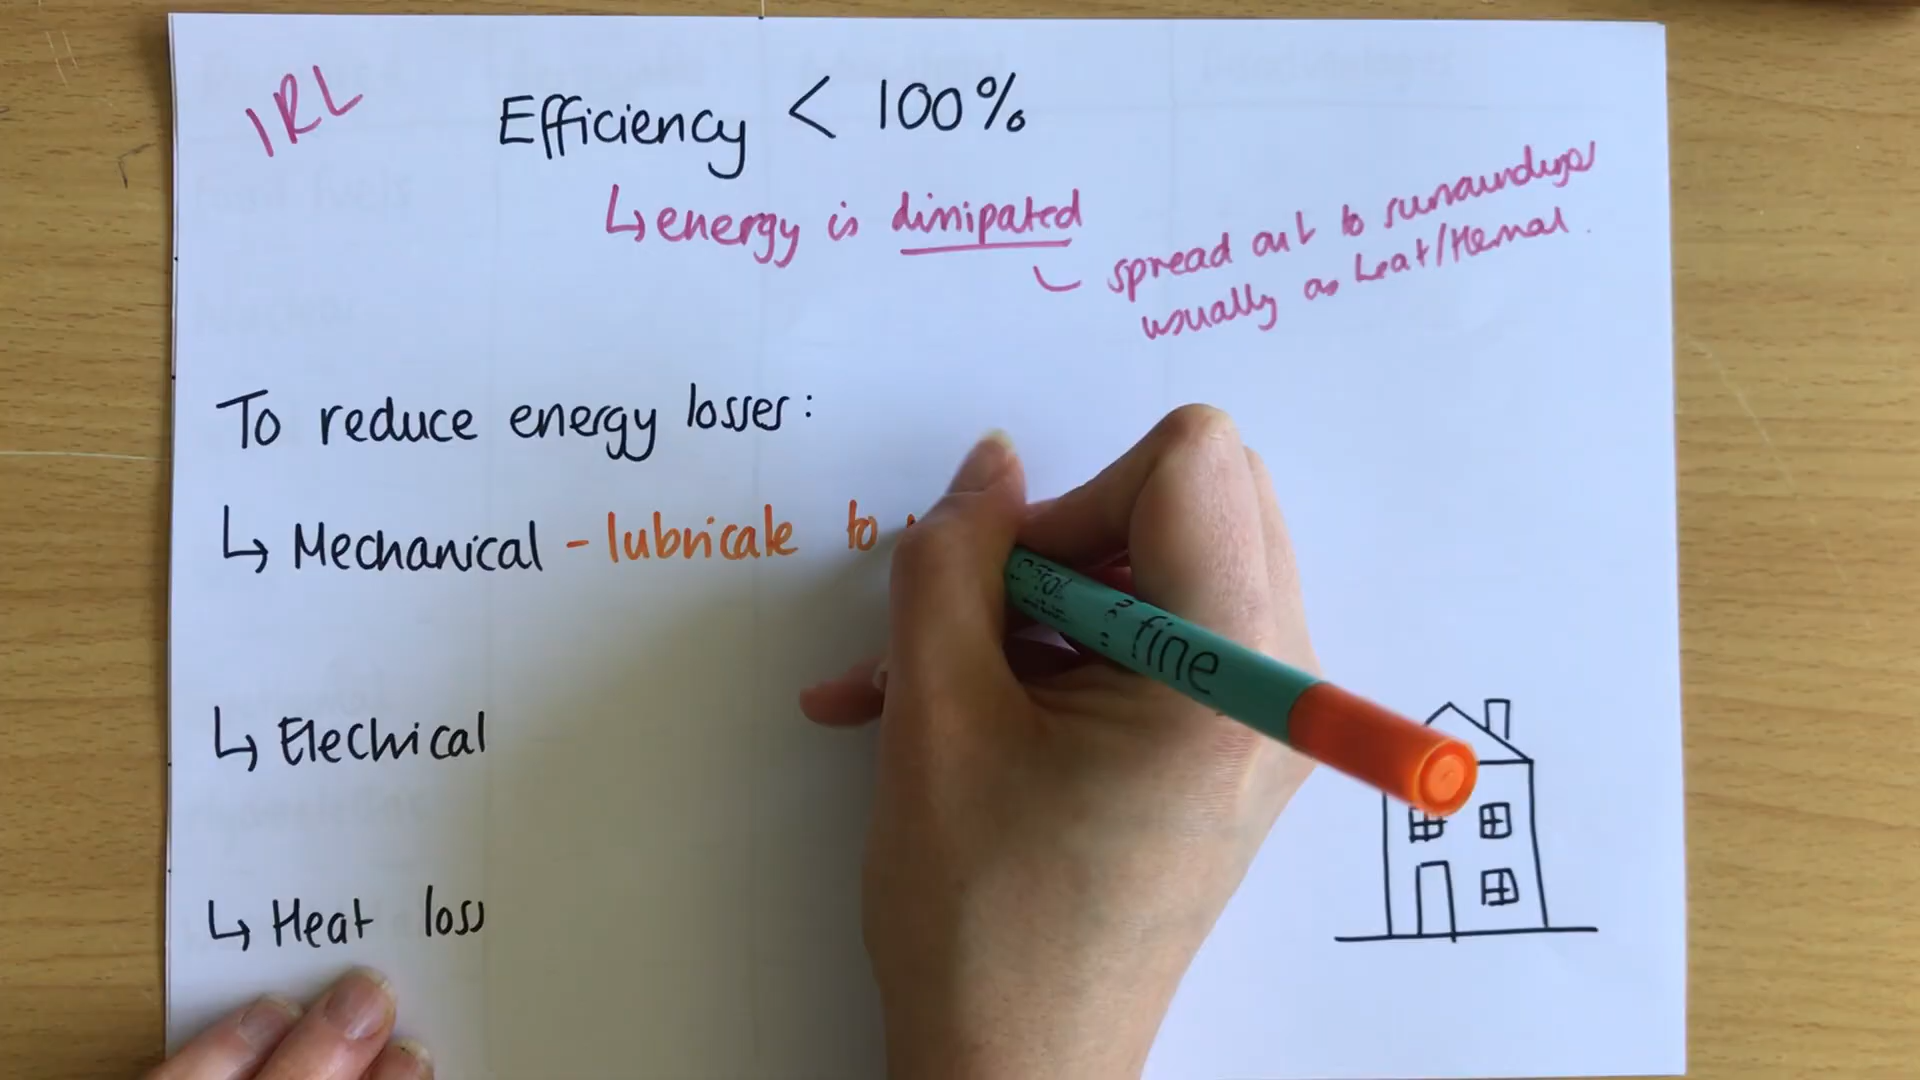 IRL
Efficiency < 100%
↳ energy is dissipated
spread out to surroundings
usually as heat/thermal.
To reduce energy losses:
↳ Mechanical - lubricate to
↳ Electrical
↳ Heat loss
fine